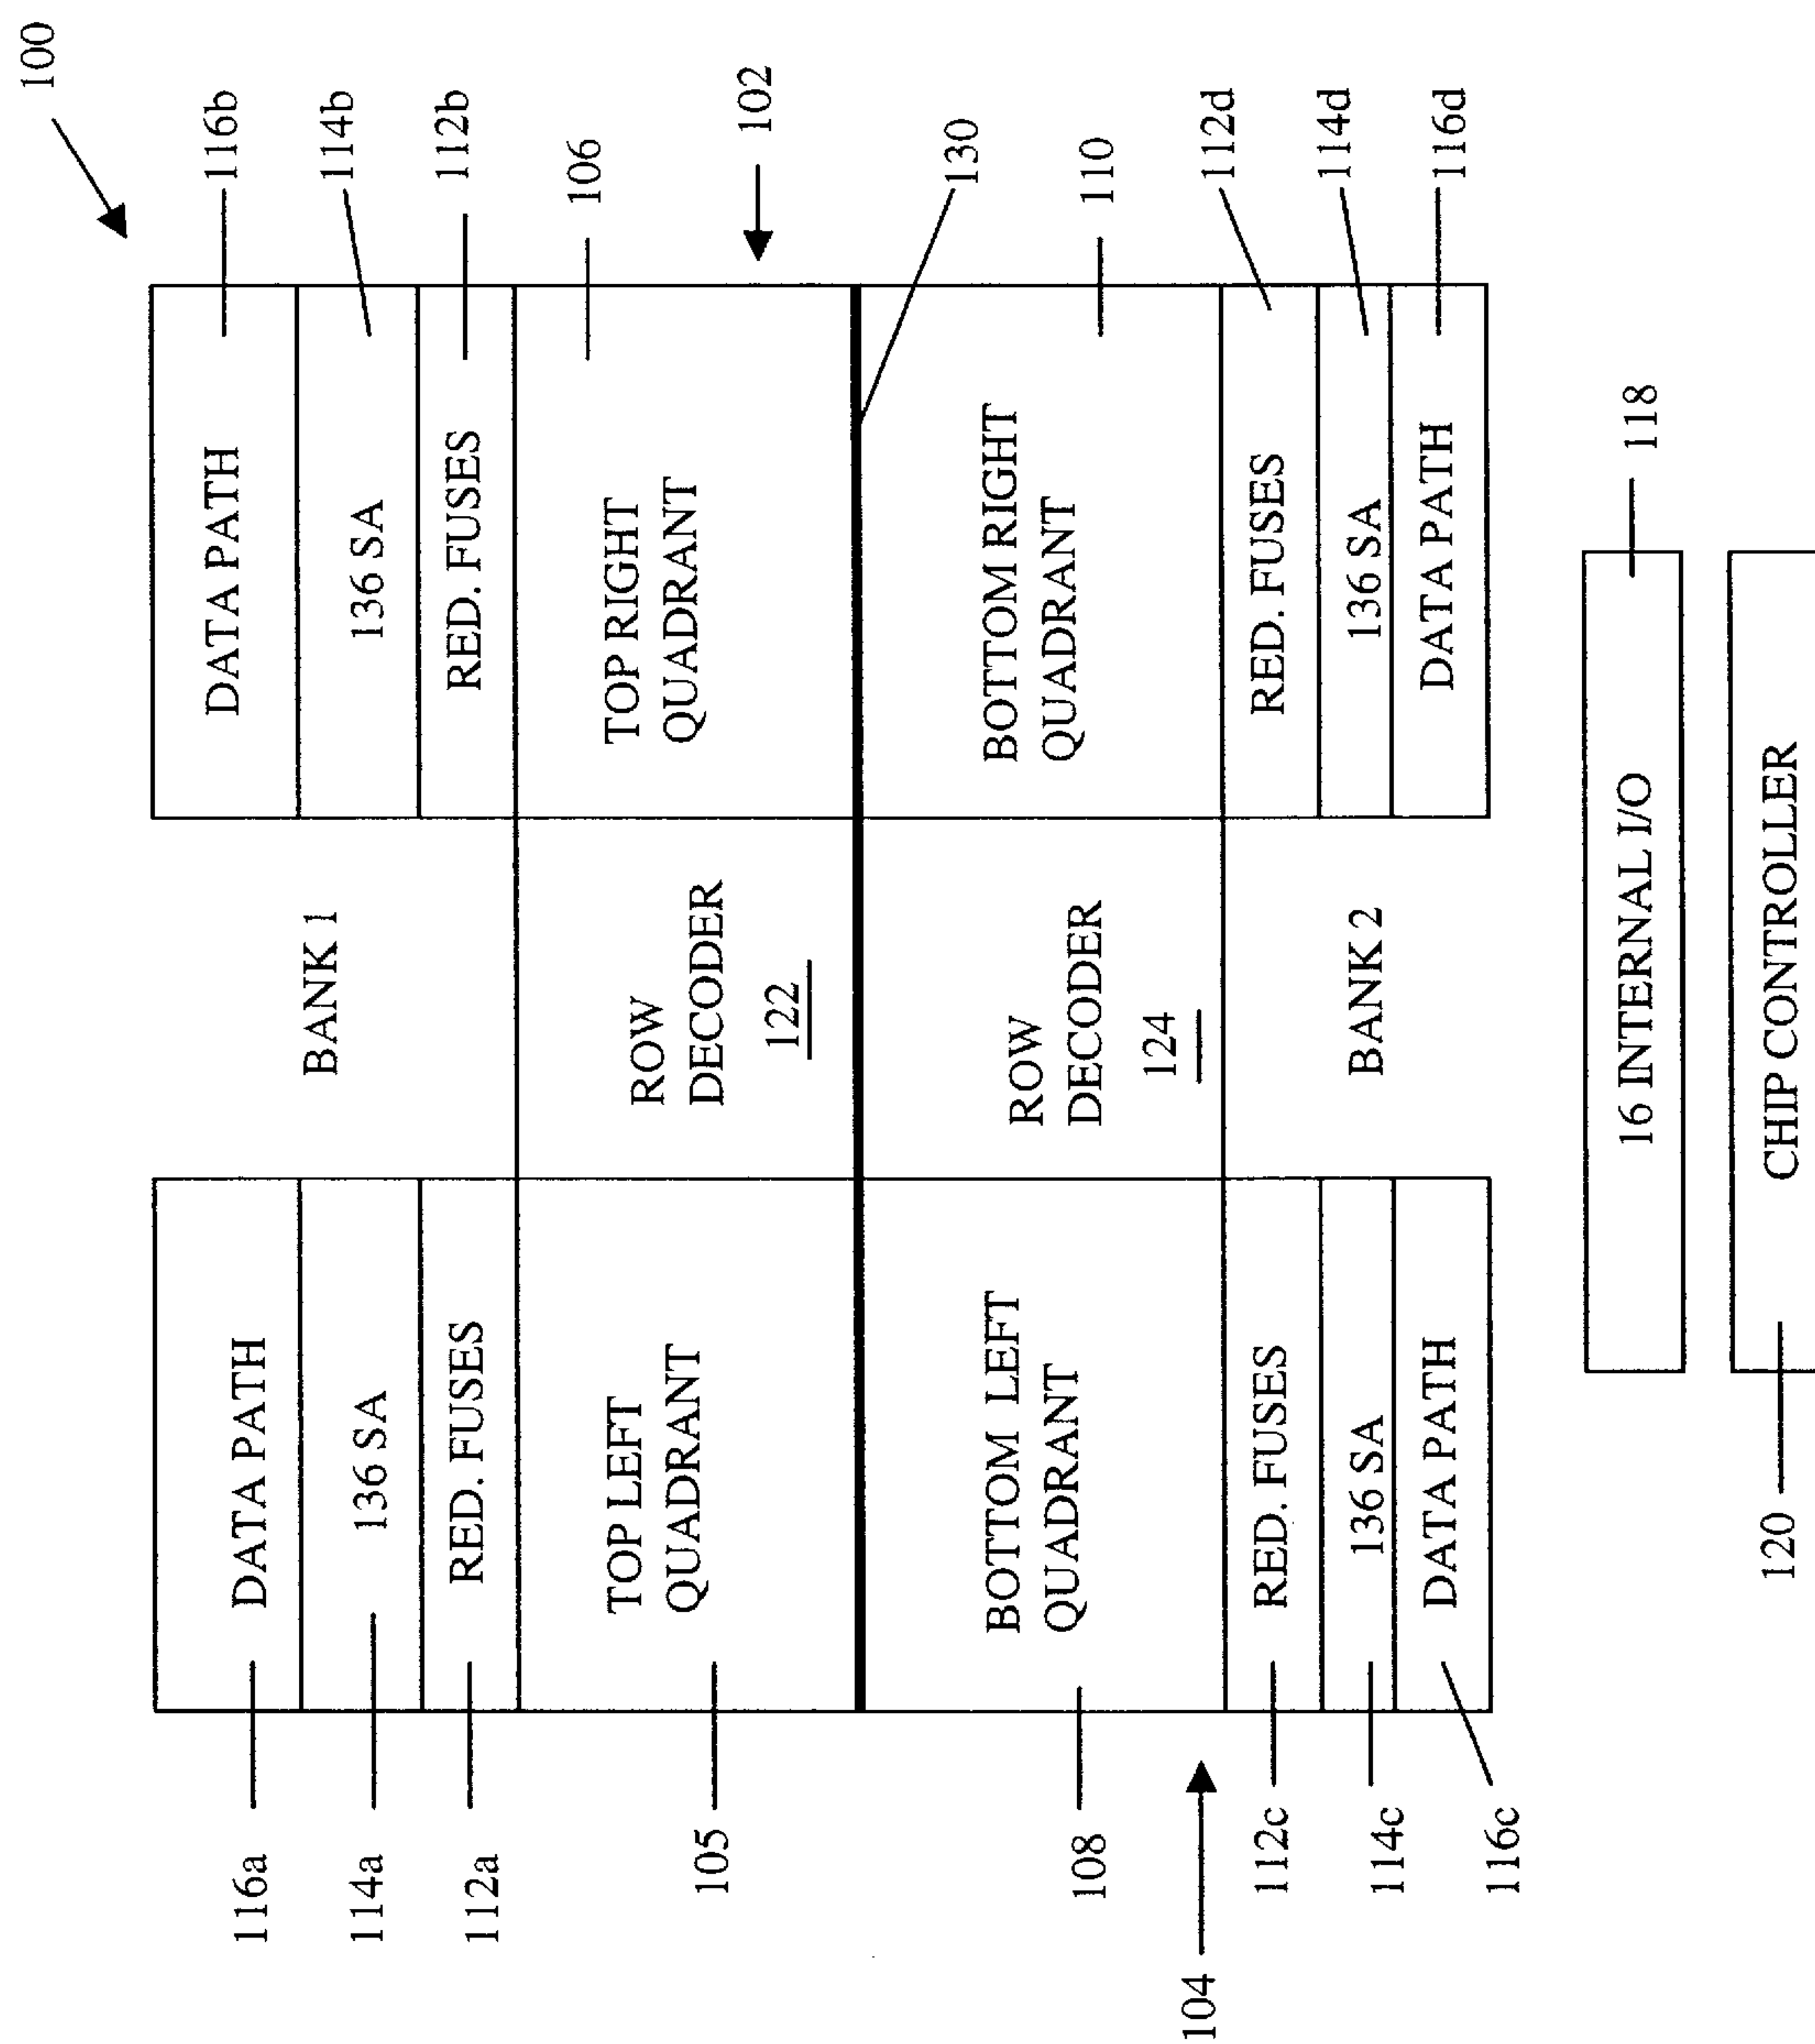 100
116a
DATA PATH
DATA PATH
116b
BANK 1
114a
136 SA
136 SA
114b
112a
RED. FUSES
RED. FUSES
112b
105
TOP LEFT
QUADRANT
ROW
DECODER
122
TOP RIGHT
QUADRANT
106
102
130
108
BOTTOM LEFT
QUADRANT
ROW
DECODER
124
BOTTOM RIGHT
QUADRANT
110
104
112c
RED. FUSES
RED. FUSES
112d
BANK 2
114c
136 SA
136 SA
114d
116c
DATA PATH
DATA PATH
116d
16 INTERNAL I/O
118
120
CHIP CONTROLLER